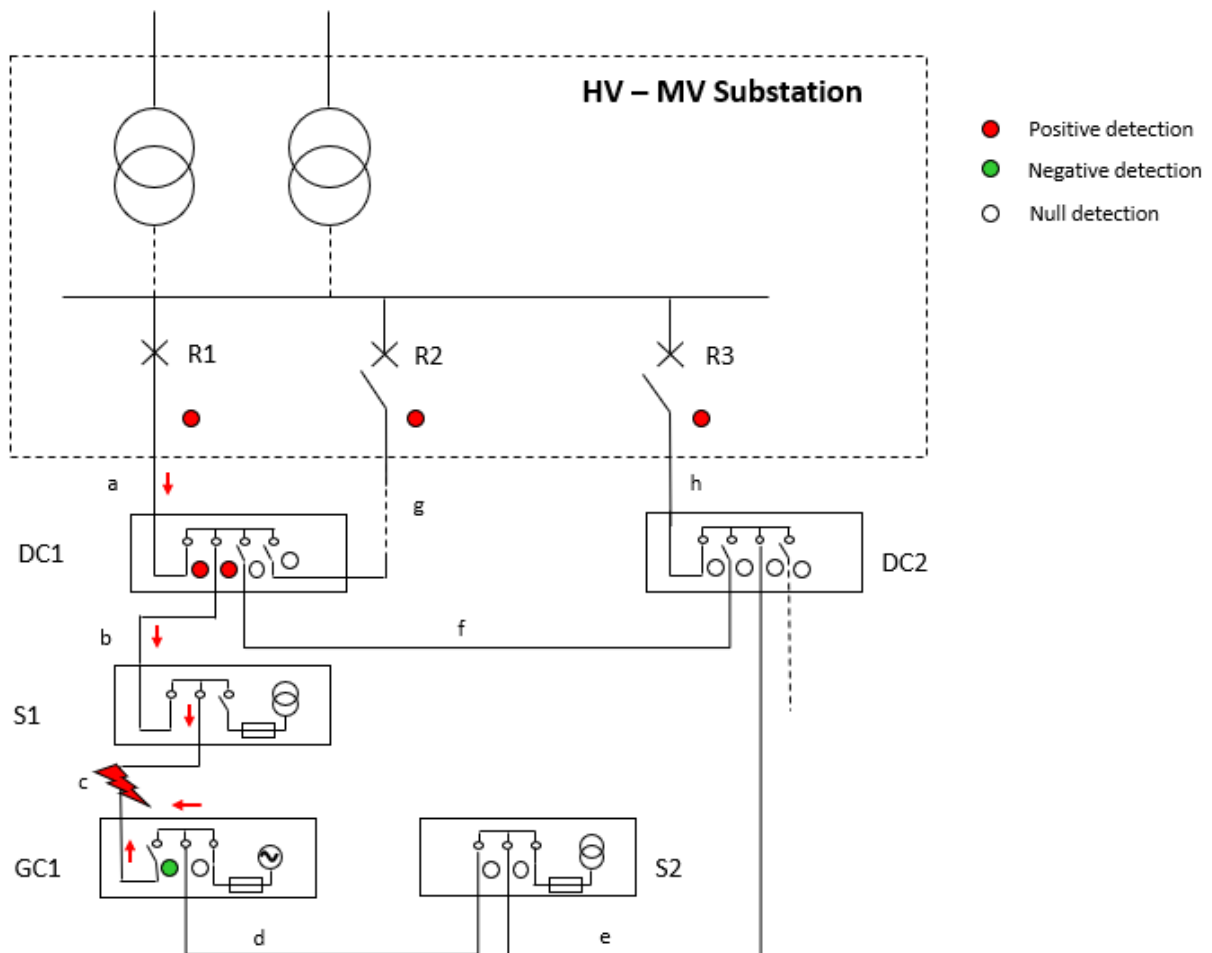 HV – MV Substation
Positive detection
Negative detection
Null detection
R1
R2
R3
a
g
h
DC1
DC2
b
f
S1
c
GC1
S2
d
e